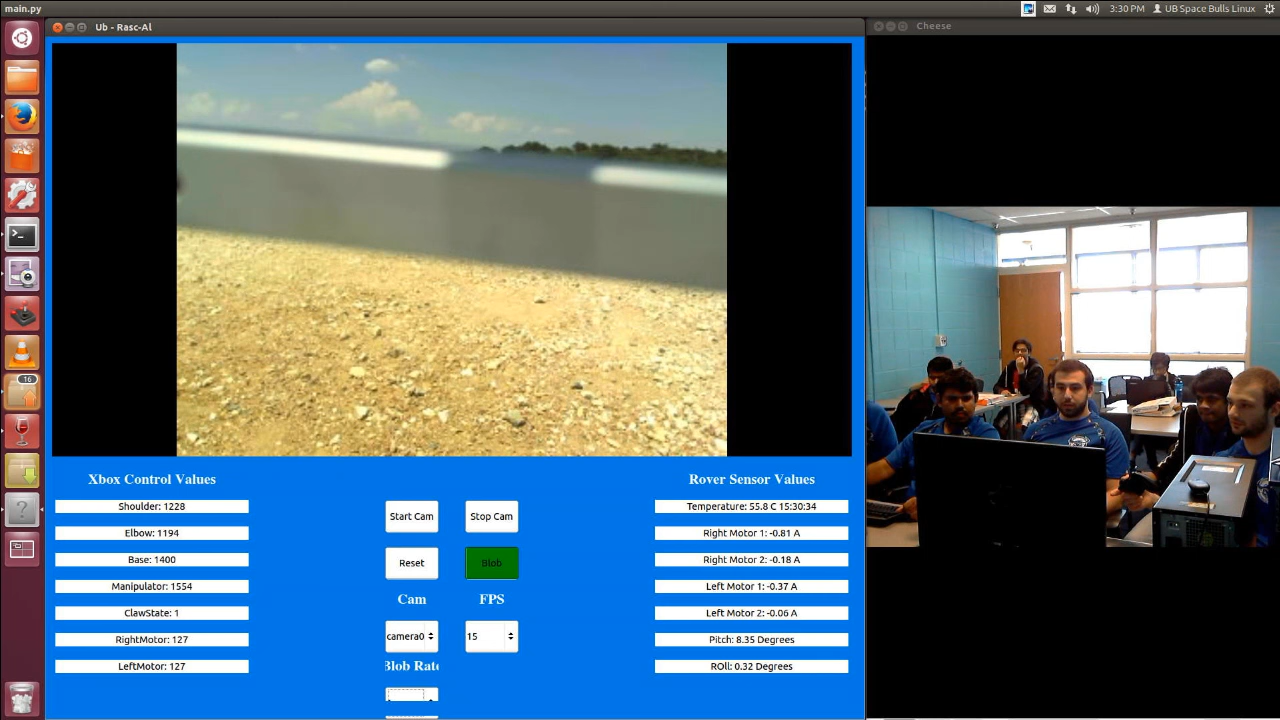 main.py
3:30 PM
UB Space Bulls Linux
Ub - Rasc-Al
Cheese
16
Xbox Control Values
Shoulder: 1228
Elbow: 1194
Base: 1400
Manipulator: 1554
ClawState: 1
RightMotor: 127
LeftMotor: 127
Start Cam
Stop Cam
Reset
Blob
Cam
FPS
camera0
15
Blob Rate
Rover Sensor Values
Temperature: 55.8 C 15:30:34
Right Motor 1: -0.81 A
Right Motor 2: -0.18 A
Left Motor 1: -0.37 A
Left Motor 2: -0.06 A
Pitch: 8.35 Degrees
ROll: 0.32 Degrees